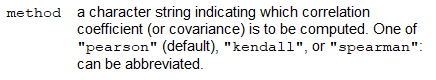 method a character string indicating which correlation
coefficient (or covariance) is to be computed. One of
"pearson" (default), "kendall", or "spearman":
can be abbreviated.